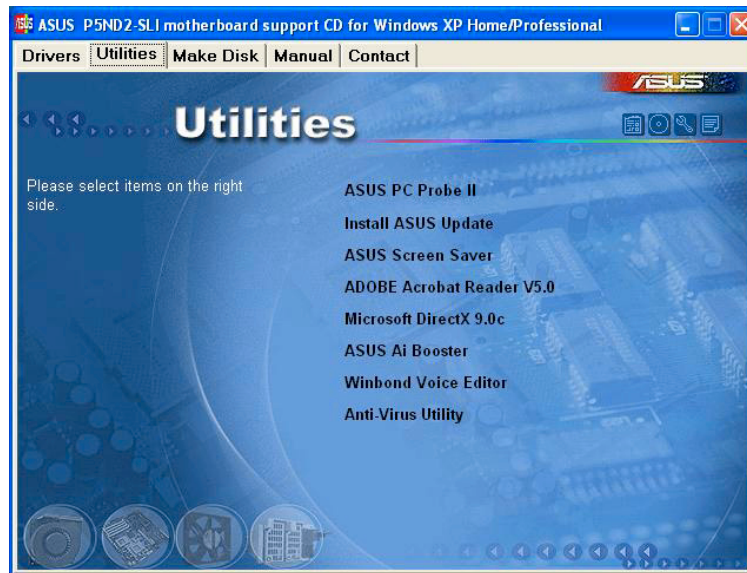 ASUS P5ND2-SLI motherboard support CD for Windows XP Home/Professional
Drivers Utilities Make Disk Manual Contact
ASUS
Utilities
Please select items on the right
side.
ASUS PC Probe II
Install ASUS Update
ASUS Screen Saver
ADOBE Acrobat Reader V5.0
Microsoft DirectX 9.0c
ASUS Ai Booster
Winbond Voice Editor
Anti-Virus Utility